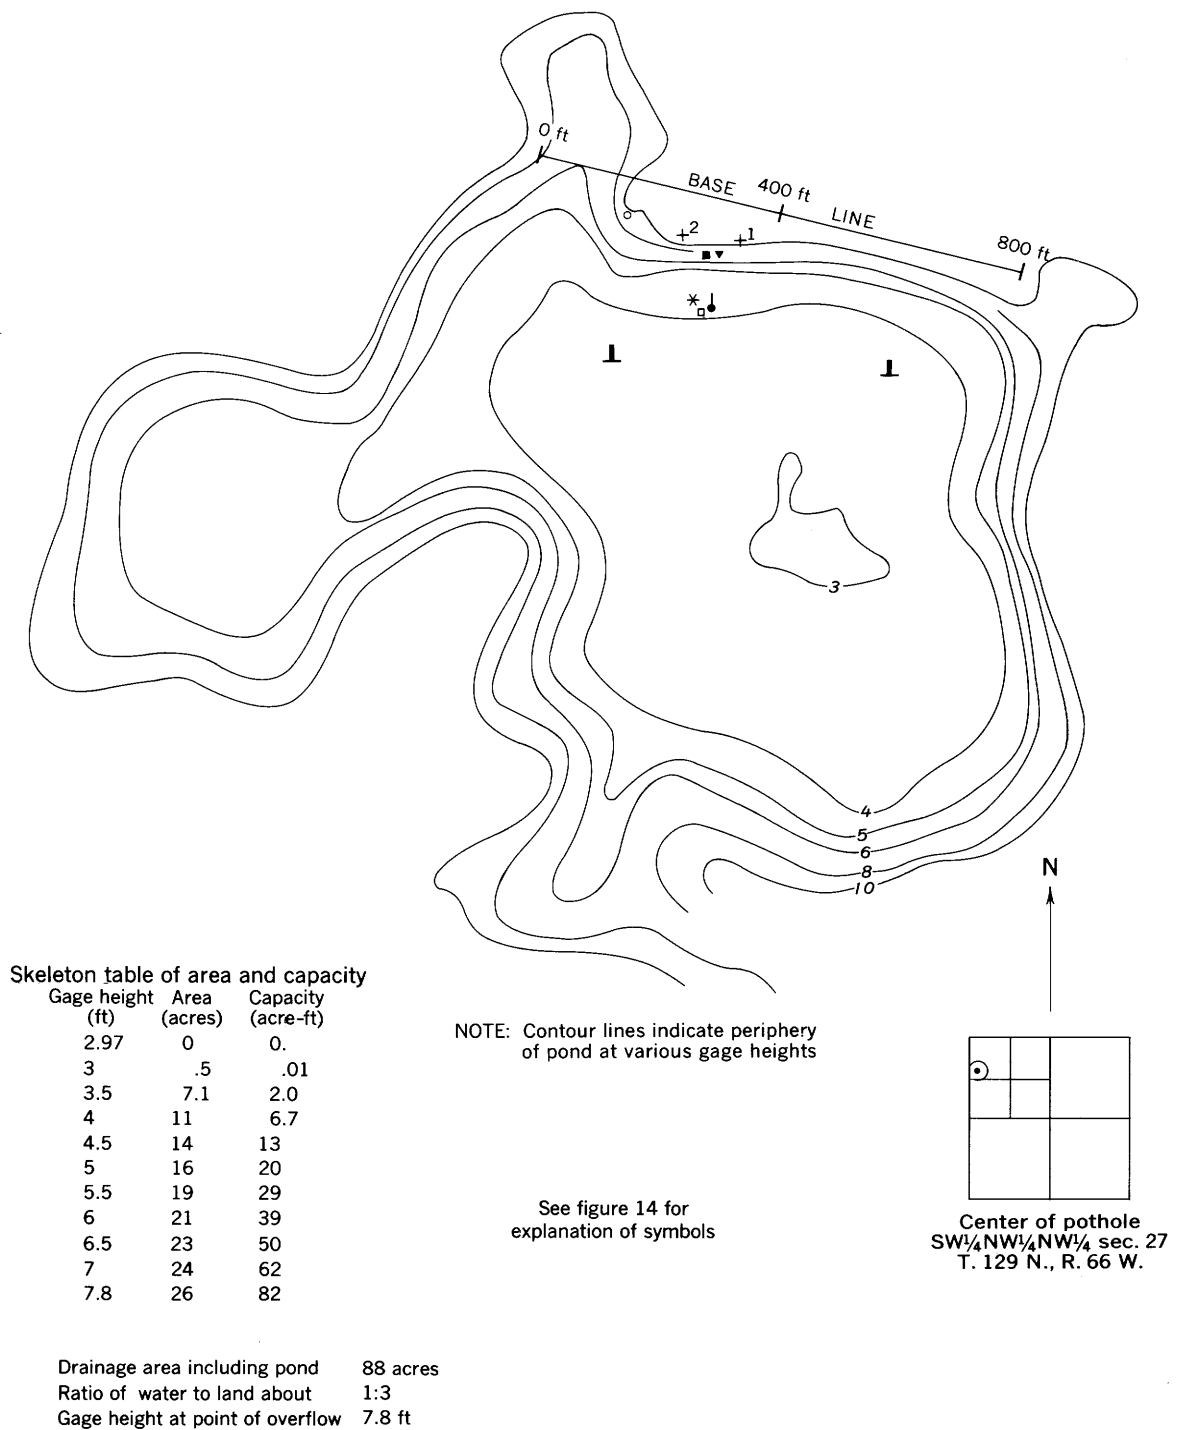 0 ft
BASE 400 ft LINE
800 ft
2
1
3
4
5
6
8
10
N
Skeleton table of area and capacity
Gage height Area Capacity
(ft) (acres) (acre-ft)
2.97 0 0.
3 .5 .01
3.5 7.1 2.0
4 11 6.7
4.5 14 13
5 16 20
5.5 19 29
6 21 39
6.5 23 50
7 24 62
7.8 26 82
NOTE: Contour lines indicate periphery
of pond at various gage heights
See figure 14 for
explanation of symbols
Center of pothole
SW¼NW¼NW¼ sec. 27
T. 129 N., R. 66 W.
Drainage area including pond 88 acres
Ratio of water to land about 1:3
Gage height at point of overflow 7.8 ft